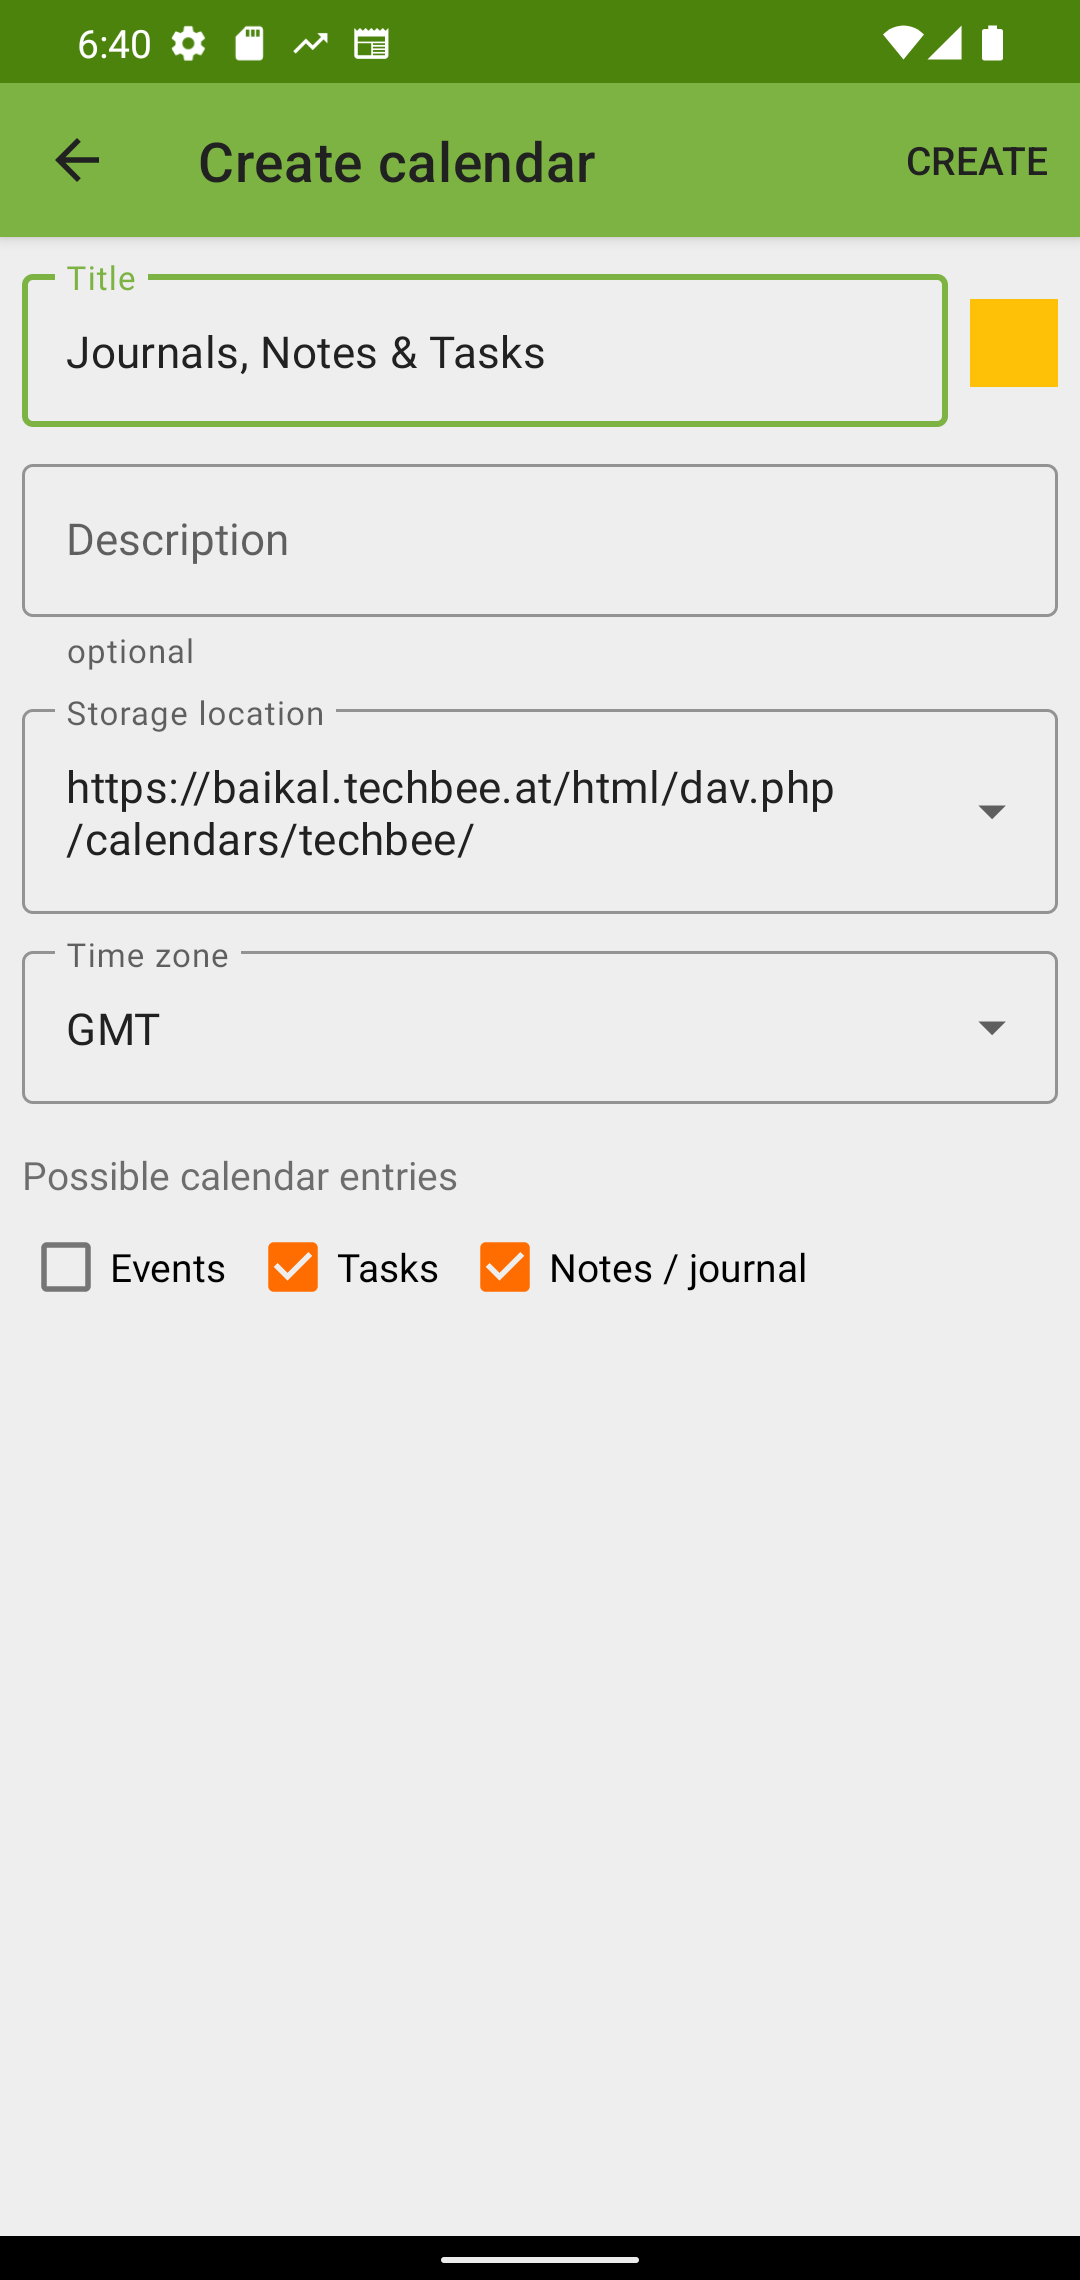 6:40
Create calendar
CREATE
Title
Journals, Notes & Tasks
Description
optional
Storage location
https://baikal.techbee.at/html/dav.php
/calendars/techbee/
Time zone
GMT
Possible calendar entries
Events Tasks Notes / journal